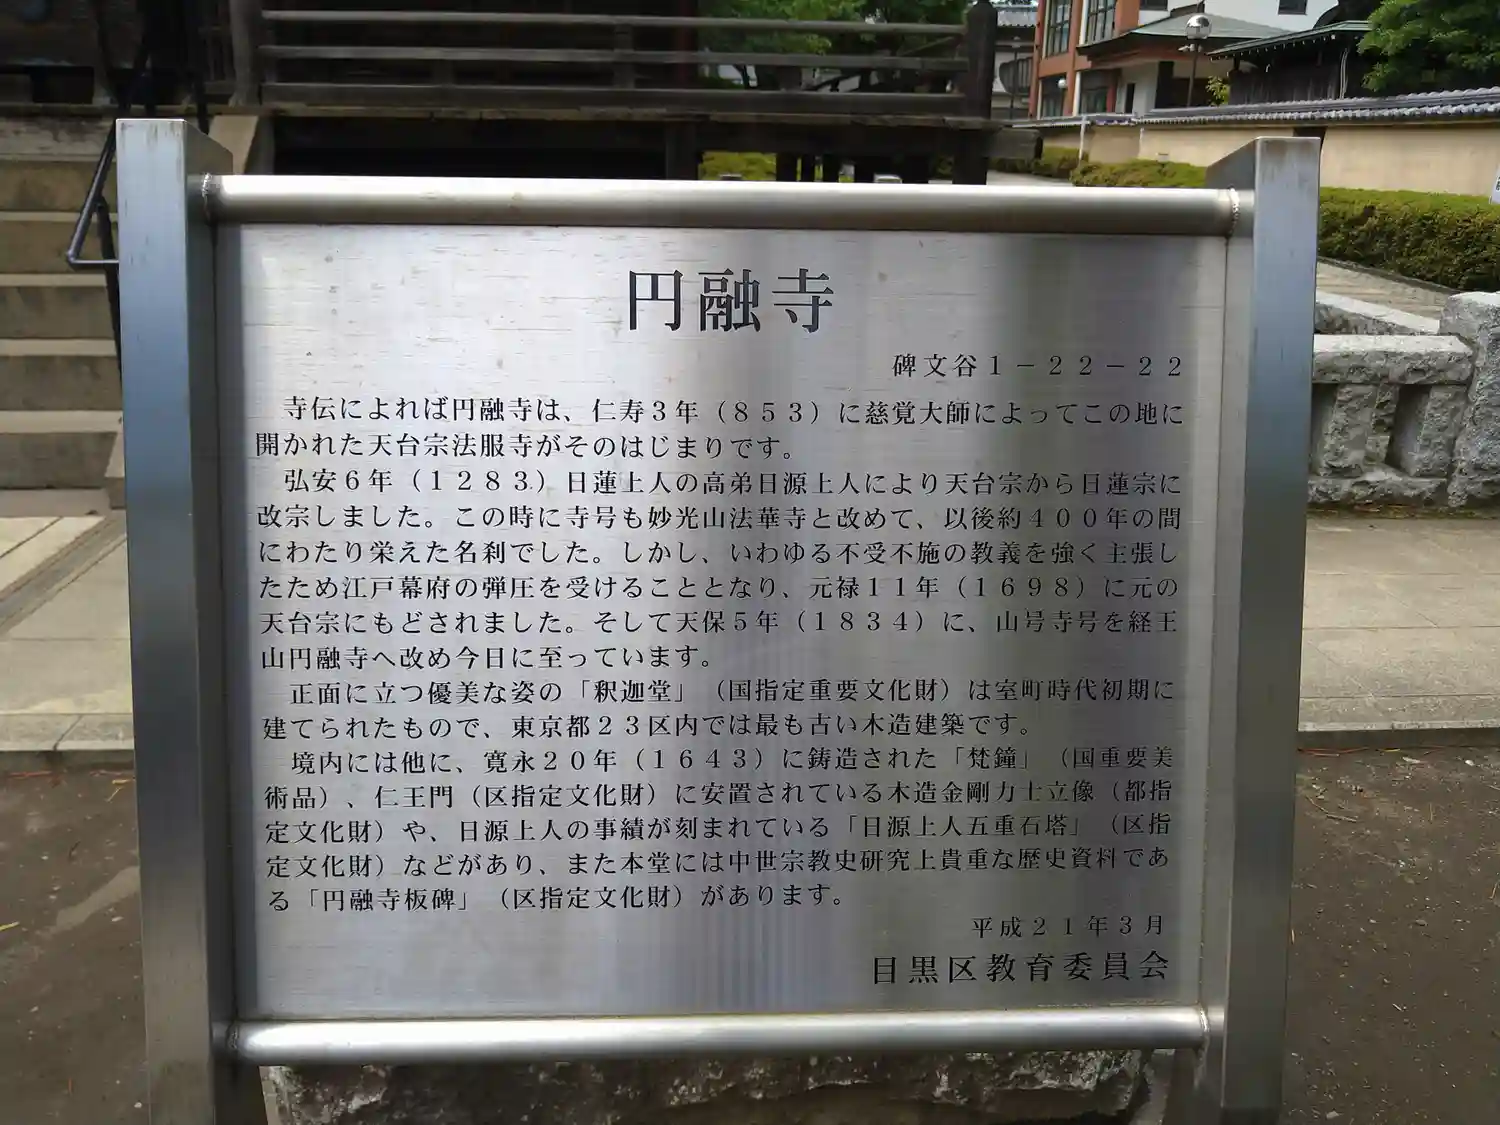 円融寺
碑文谷１－２２－２２
寺伝によれば円融寺は、仁寿３年（８５３）に慈覚大師によってこの地に
開かれた天台宗法服寺がそのはじまりです。
弘安６年（１２８３）日蓮上人の高弟日源上人により天台宗から日蓮宗に
改宗しました。この時に寺号も妙光山法華寺と改めて、以後約４００年の間
にわたり栄えた名刹でした。しかし、いわゆる不受不施の教義を強く主張し
たため江戸幕府の弾圧を受けることとなり、元禄１１年（１６９８）に元の
天台宗にもどされました。そして天保５年（１８３４）に、山号寺号を経王
山円融寺へ改め今日に至っています。
正面に立つ優美な姿の「釈迦堂」（国指定重要文化財）は室町時代初期に
建てられたもので、東京都２３区内では最も古い木造建築です。
境内には他に、寛永２０年（１６４３）に鋳造された「梵鐘」（国重要美
術品）、仁王門（区指定文化財）に安置されている木造金剛力士立像（都指
定文化財）や、日源上人の事績が刻まれている「日源上人五重石塔」（区指
定文化財）などがあり、また本堂には中世宗教史研究上貴重な歴史資料であ
る「円融寺板碑」（区指定文化財）があります。
平成２１年３月
目黒区教育委員会